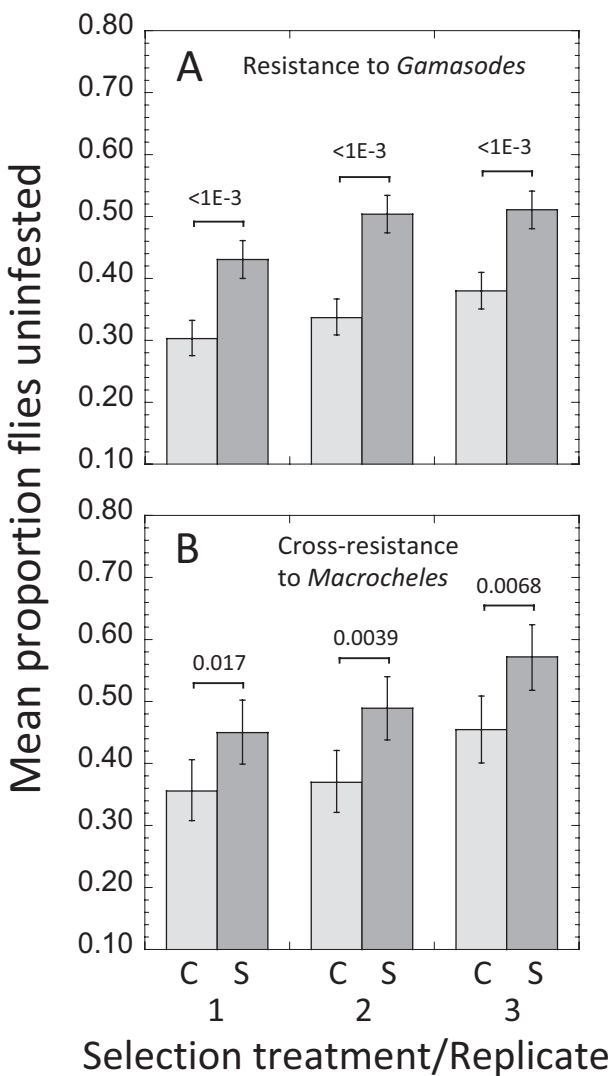 Mean proportion flies uninfested
0.80
0.70
0.60
0.50
0.40
0.30
0.20
0.10
A
Resistance to Gamasodes
<1E-3
<1E-3
<1E-3
0.80
0.70
0.60
0.50
0.40
0.30
0.20
0.10
B
Cross-resistance
to Macrocheles
0.017
0.0039
0.0068
C S C S C S
1 2 3
Selection treatment/Replicate